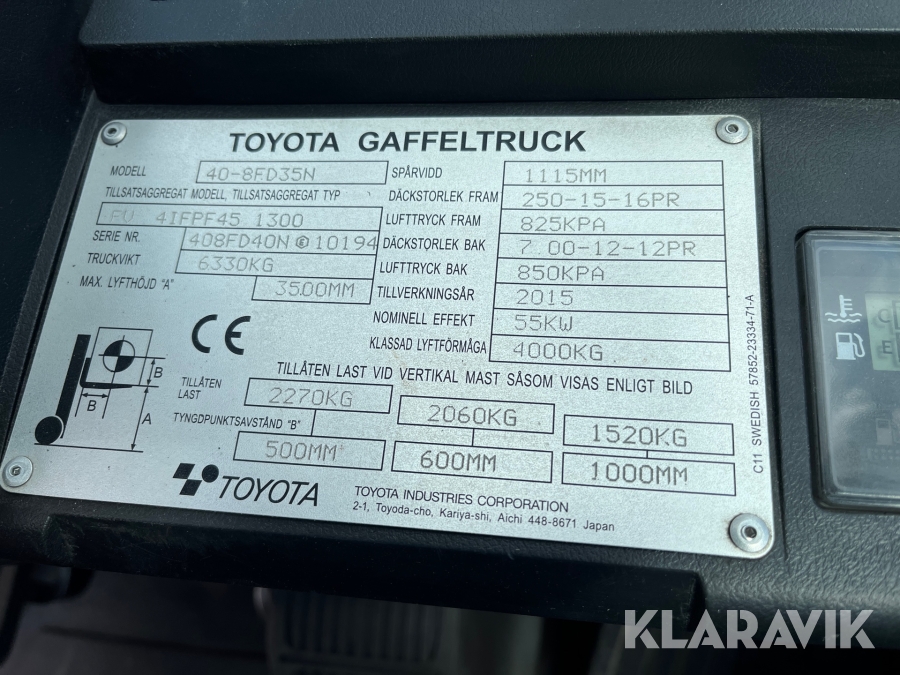 TOYOTA GAFFELTRUCK
MODELL 40-8FD35N
TILLSATSAGGREGAT MODELL, TILLSATSAGGREGAT TYP
FV 4IFPF45 1300
SERIE NR. 408FD40N©10194
TRUCKVIKT 6330KG
MAX. LYFTHÖJD "A" 3500MM
SPÅRVIDD 1115MM
DÄCKSTORLEK FRAM 250-15-16PR
LUFTTRYCK FRAM 825KPA
DÄCKSTORLEK BAK 7 00-12-12PR
LUFTTRYCK BAK 850KPA
TILLVERKNINGSÅR 2015
NOMINELL EFFEKT 55KW
KLASSAD LYFTFÖRMÅGA 4000KG
CE
B
B
A
TILLÅTEN LAST VID VERTIKAL MAST SÅSOM VISAS ENLIGT BILD
TILLÅTEN
LAST
2270KG 2060KG 1520KG
TYNGDPUNKTSAVSTÅND "B"
500MM 600MM 1000MM
TOYOTA
TOYOTA INDUSTRIES CORPORATION
2-1, Toyoda-cho, Kariya-shi, Aichi 448-8671 Japan
C11 SWEDISH 57852-23334-71-A
C
E
KLARAVIK